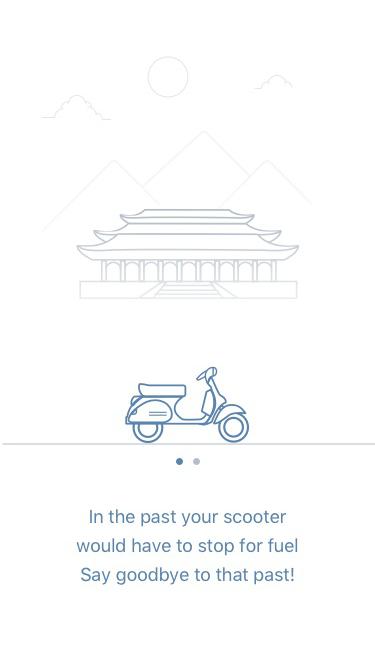 In the past your scooter
would have to stop for fuel
Say goodbye to that past!